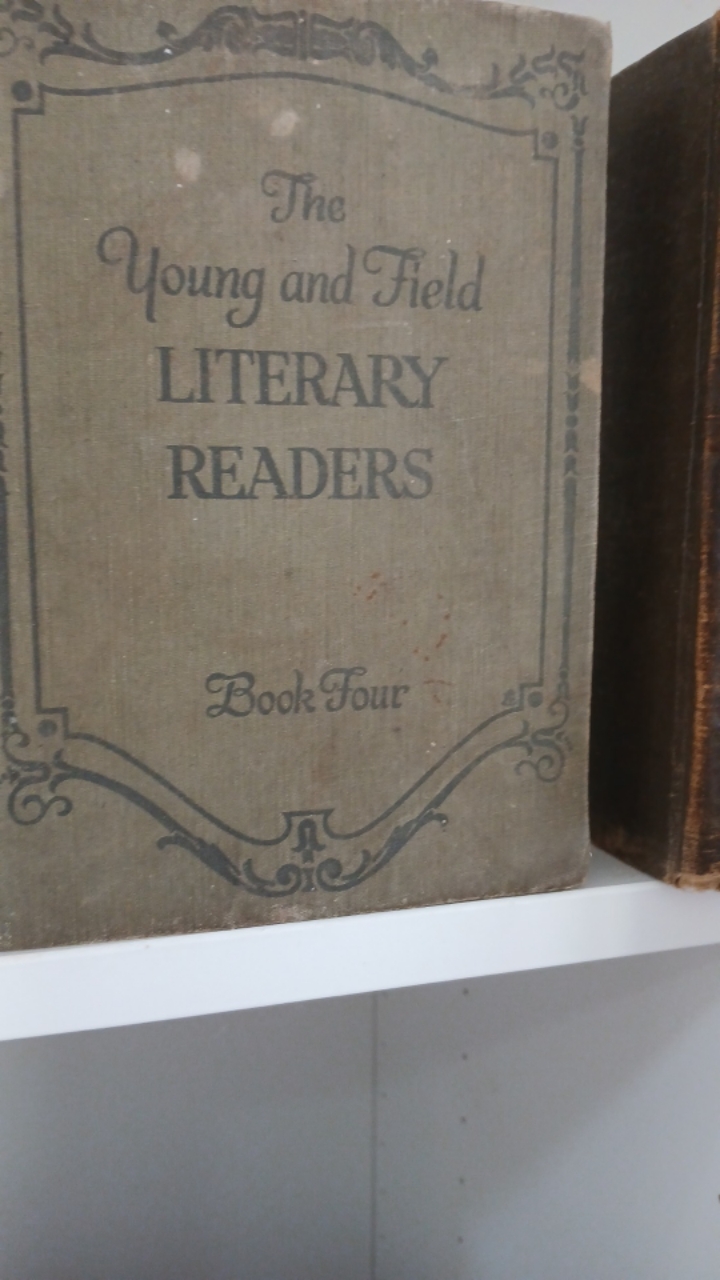 The
Young and Field
LITERARY
READERS
Book Four